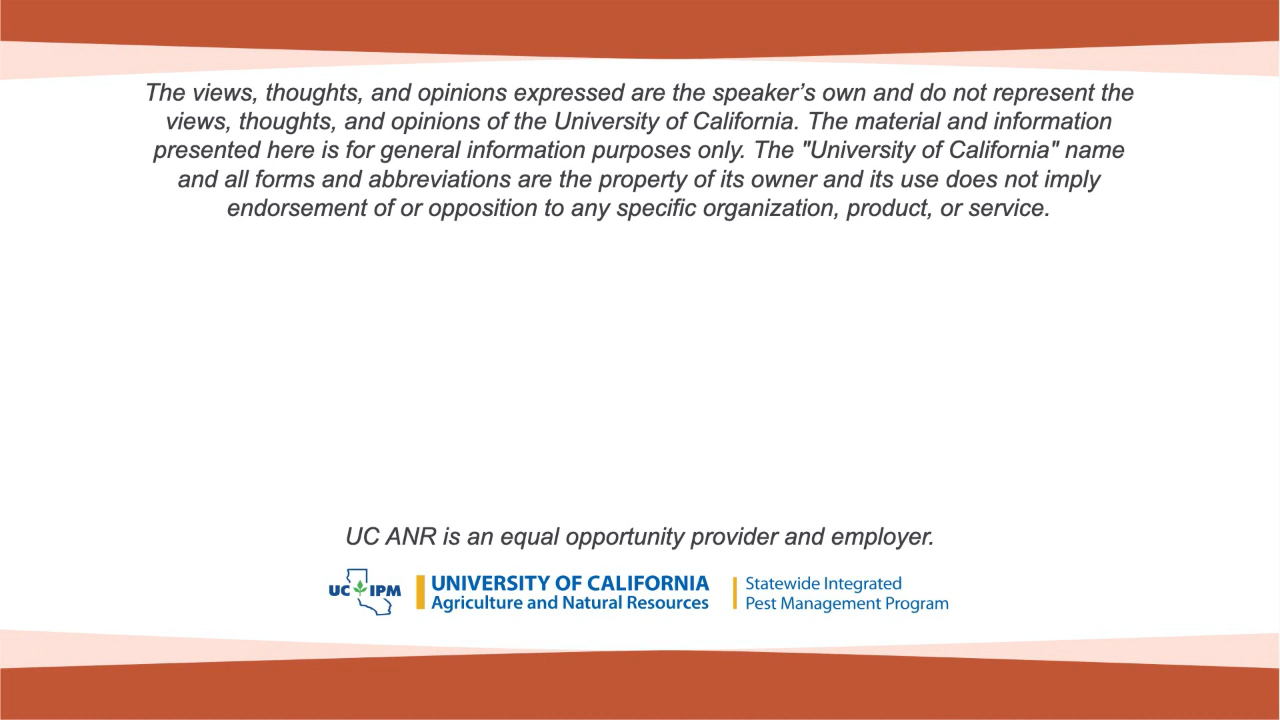 The views, thoughts, and opinions expressed are the speaker’s own and do not represent the
views, thoughts, and opinions of the University of California. The material and information
presented here is for general information purposes only. The "University of California" name
and all forms and abbreviations are the property of its owner and its use does not imply
endorsement of or opposition to any specific organization, product, or service.
UC ANR is an equal opportunity provider and employer.
UC IPM
UNIVERSITY OF CALIFORNIA
Agriculture and Natural Resources
Statewide Integrated
Pest Management Program